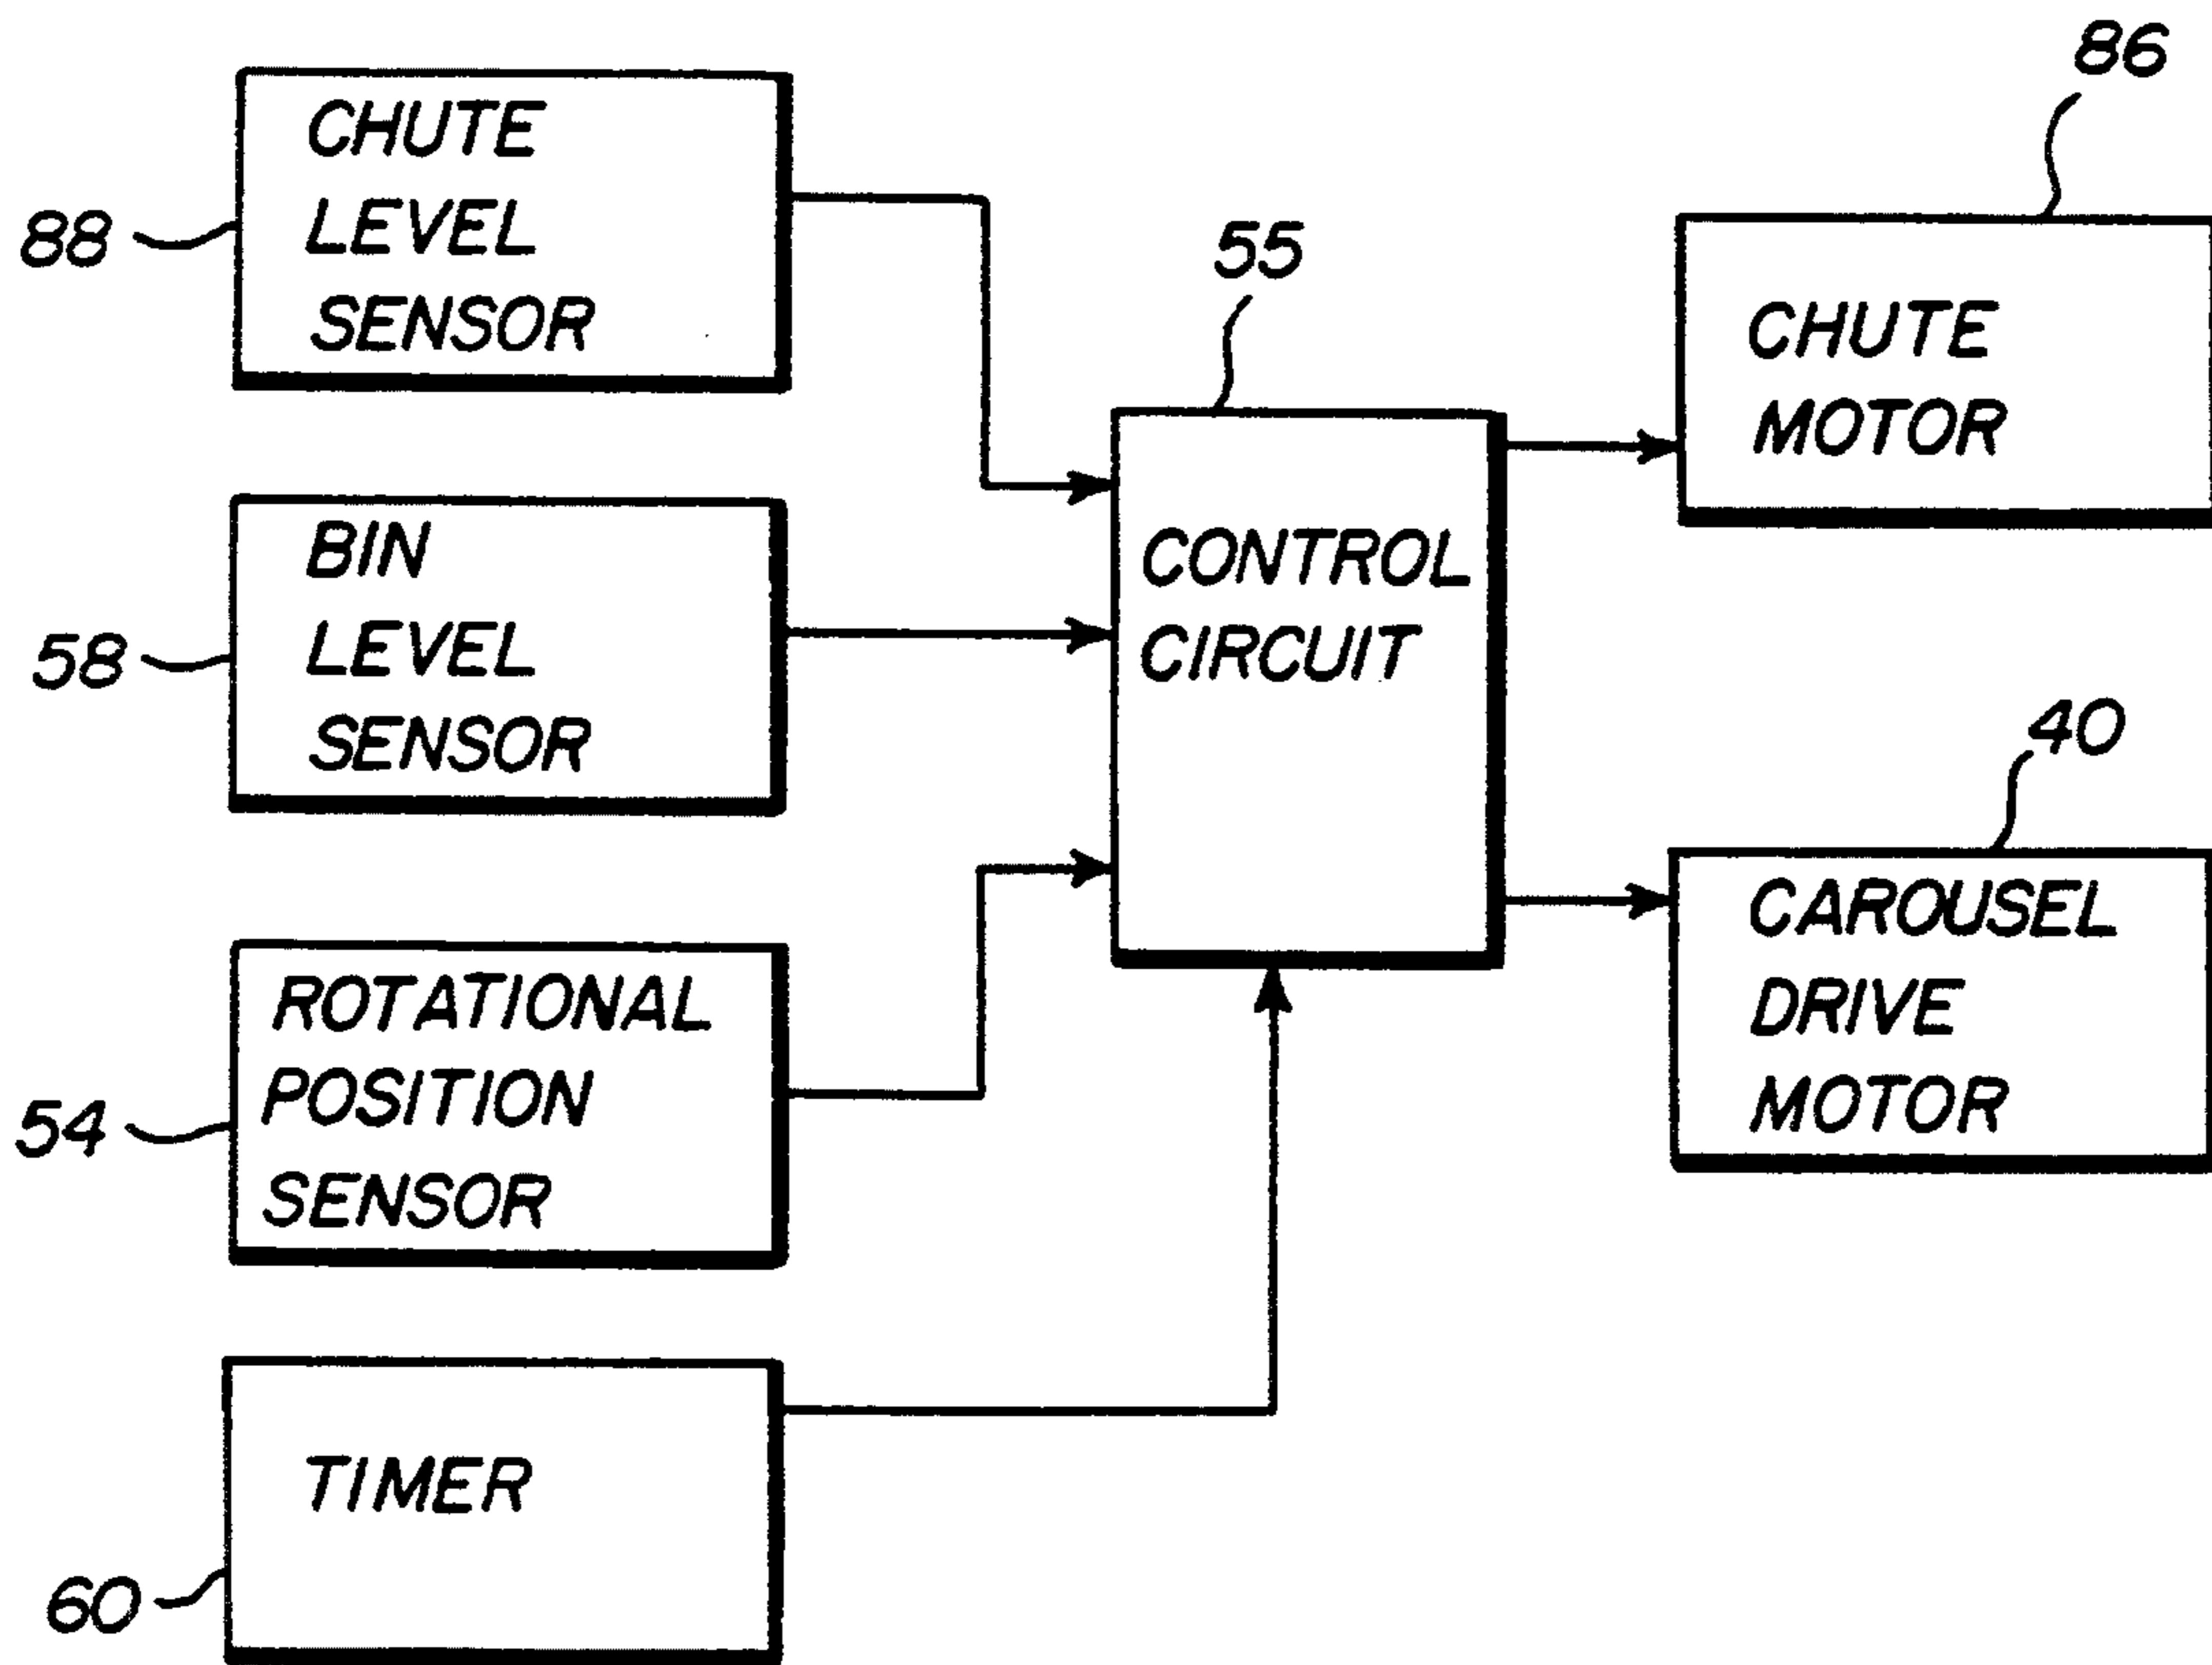 86
CHUTE
LEVEL
SENSOR
88
55
CHUTE
MOTOR
BIN
LEVEL
SENSOR
58
CONTROL
CIRCUIT
40
CAROUSEL
DRIVE
MOTOR
ROTATIONAL
POSITION
SENSOR
54
TIMER
60